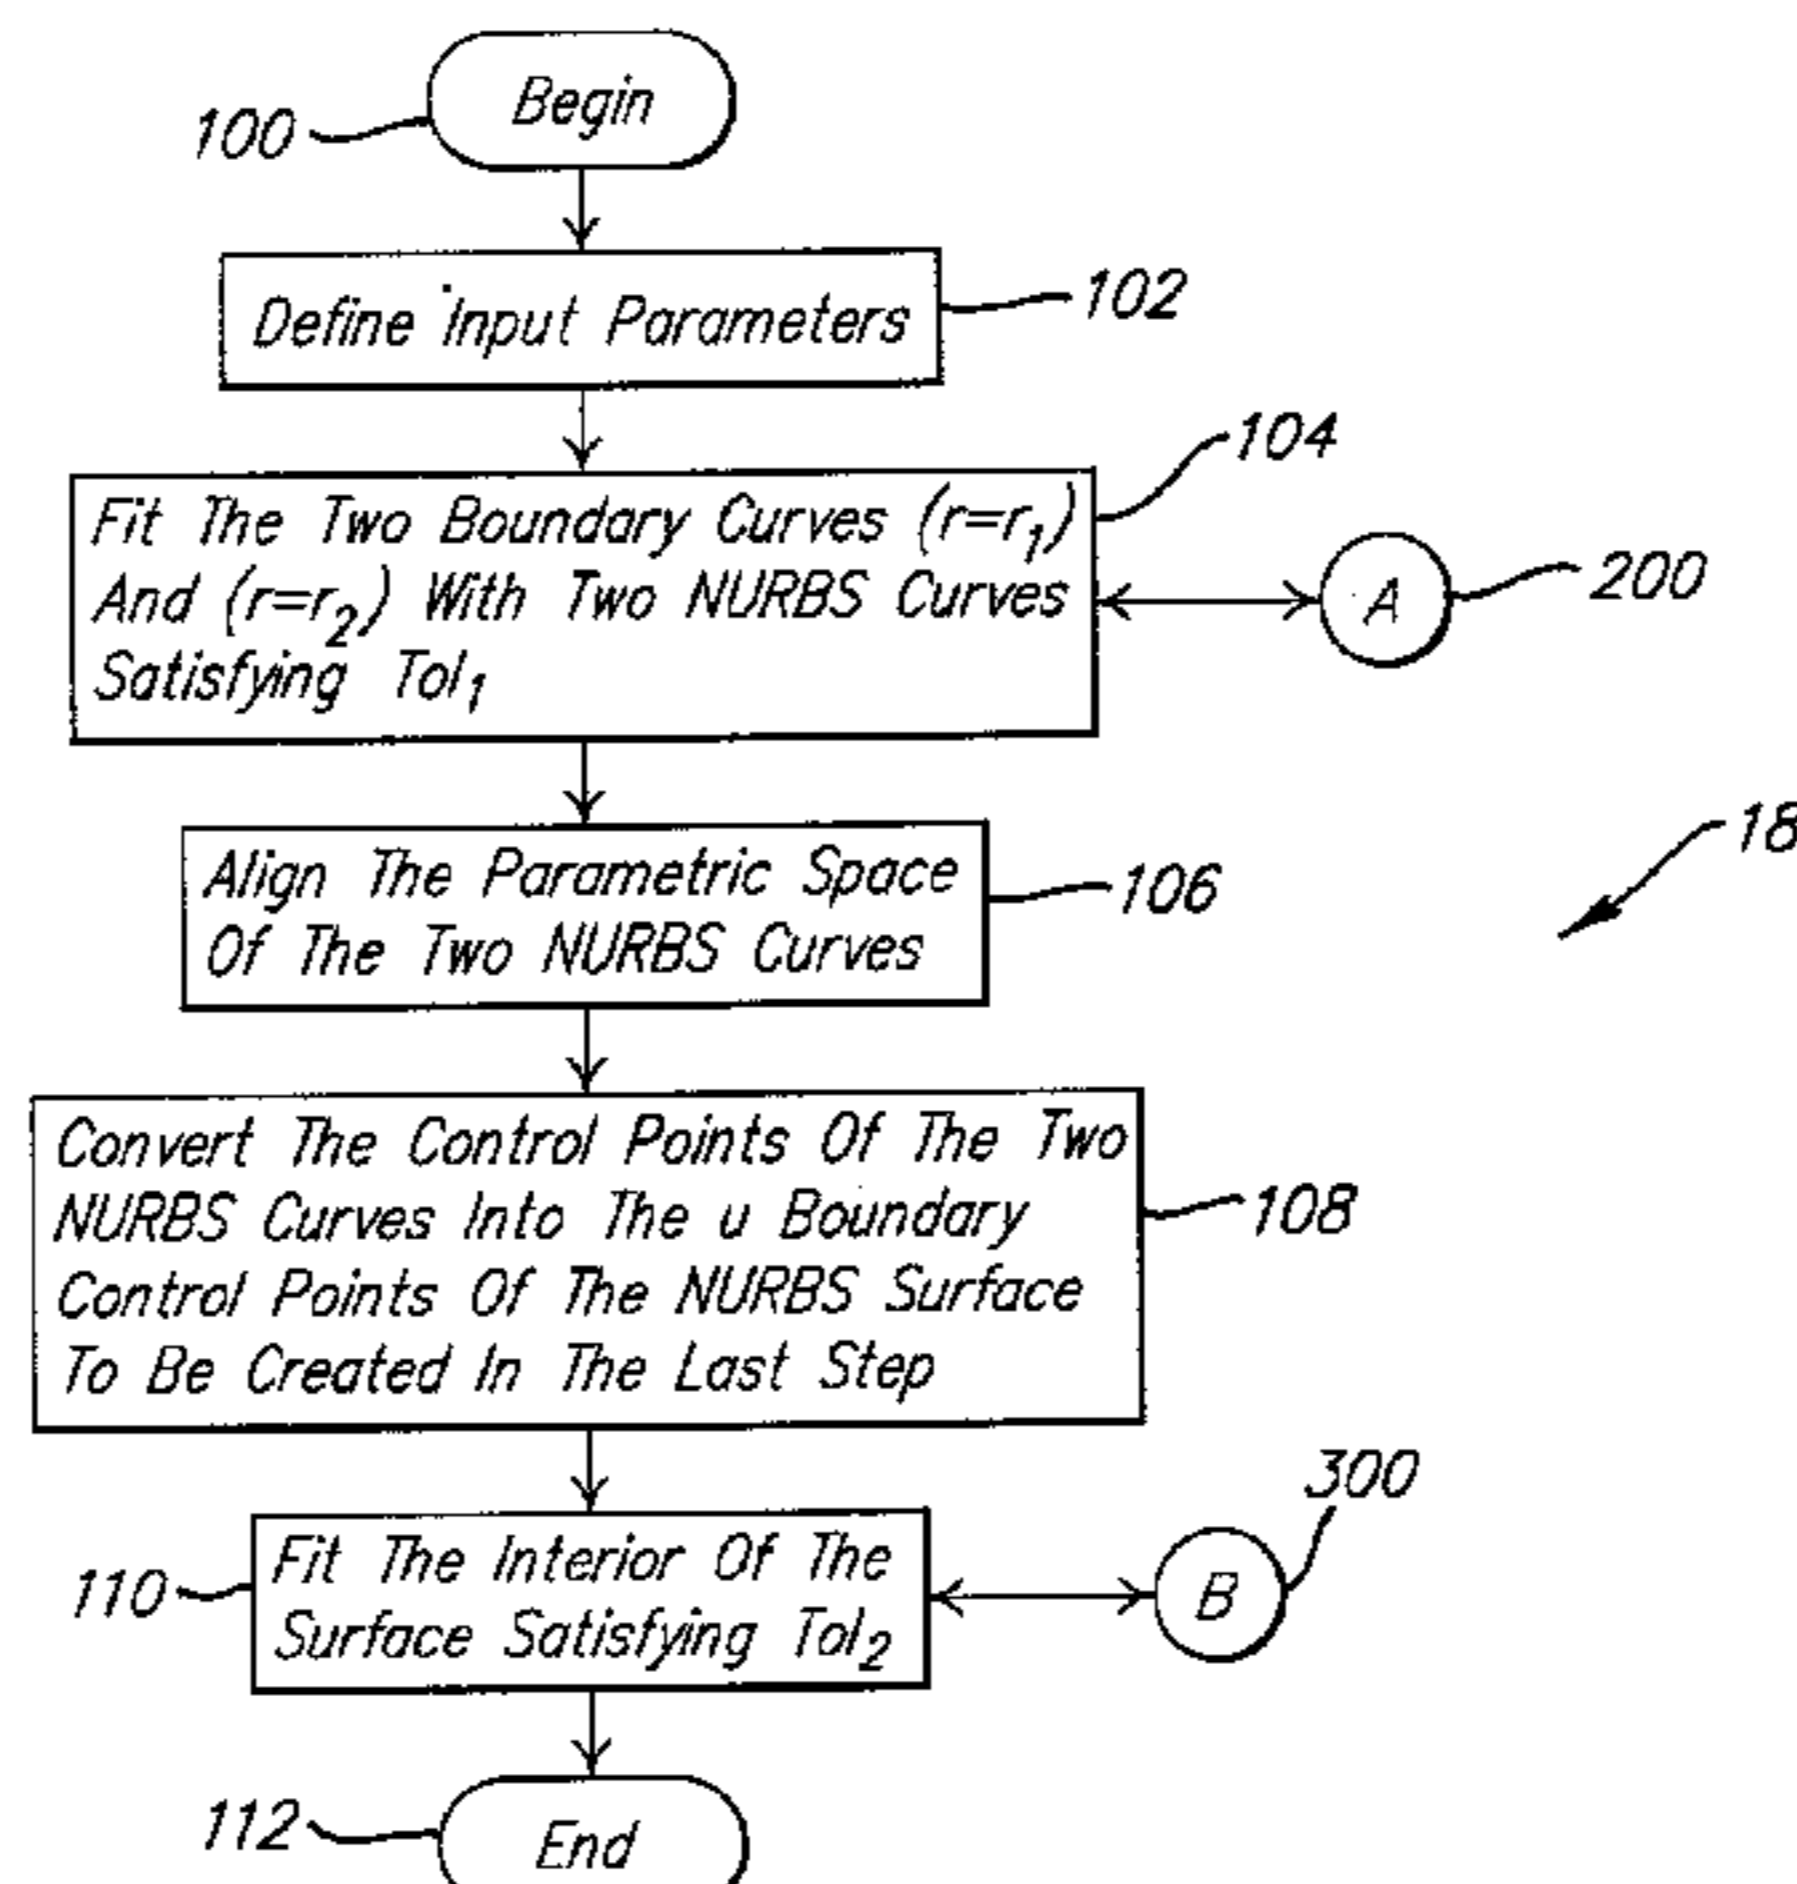 Begin
100
Define Input Parameters
102
104
Fit The Two Boundary Curves (r=r₁)
And (r=r₂) With Two NURBS Curves
Satisfying Tol₁
A
200
18
Align The Parametric Space
Of The Two NURBS Curves
106
Convert The Control Points Of The Two
NURBS Curves Into The u Boundary
Control Points Of The NURBS Surface
To Be Created In The Last Step
108
300
Fit The Interior Of The
Surface Satisfying Tol₂
110
B
112
End